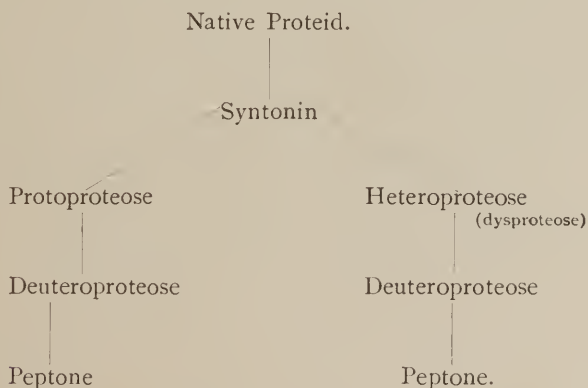 Native Proteid.
Syntonin
Protoproteose Heteroproteose
(dysproteose)
Deuteroproteose Deuteroproteose
Peptone Peptone.